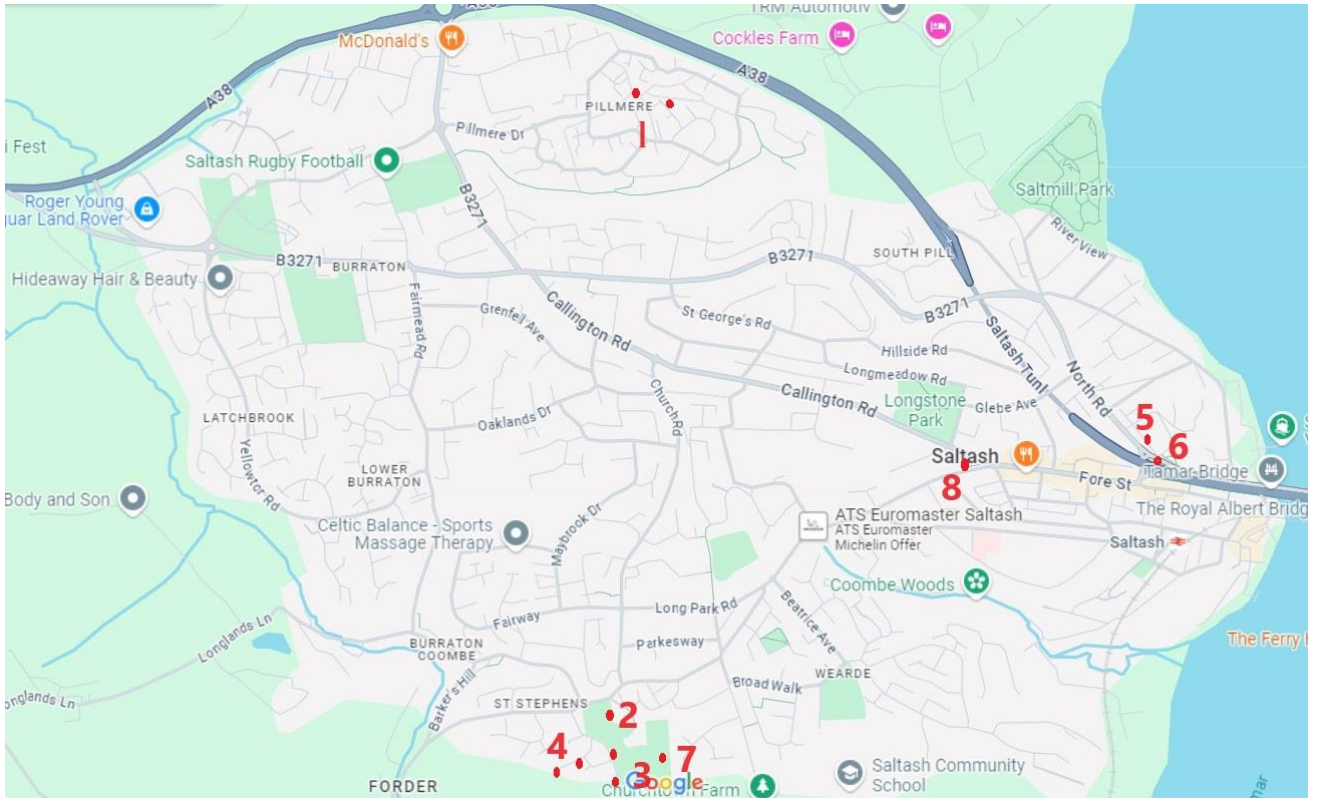 TRM Automotiv
McDonald's
Cockles Farm
A38
A38
PILLMERE
Pillmere Dr
i Fest
Saltash Rugby Football
1
Saltmill Park
Roger Young
guar Land Rover
B3271
River View
SOUTH PILL
B3271
BURRATON
B3271
Hideaway Hair & Beauty
Fairmead Rd
Grenfell Ave
Callington Rd
St George's Rd
B3271
Saltash Tunl
Hillside Rd
Longmeadow Rd
North Rd
Church Rd
Callington Rd
Longstone
Park
Glebe Ave
LATCHBROOK
Oaklands Dr
5
6
Yellowtor Rd
LOWER
BURRATON
Saltash
8
Fore St
Tamar Bridge
Body and Son
The Royal Albert Bridg
ATS Euromaster Saltash
ATS Euromaster
Michelin Offer
Celtic Balance - Sports
Massage Therapy
Maybrook Dr
Saltash
Coombe Woods
Beatrice Ave
Long Park Rd
Fairway
Longlands Ln
Parkesway
BURRATON
COOMBE
The Ferry
WEARDE
Broad Walk
Barker's Hill
onglands Ln
ST STEPHENS
2
4
7
3
Google
Saltash Community
School
FORDER
Churchtown Farm
mar